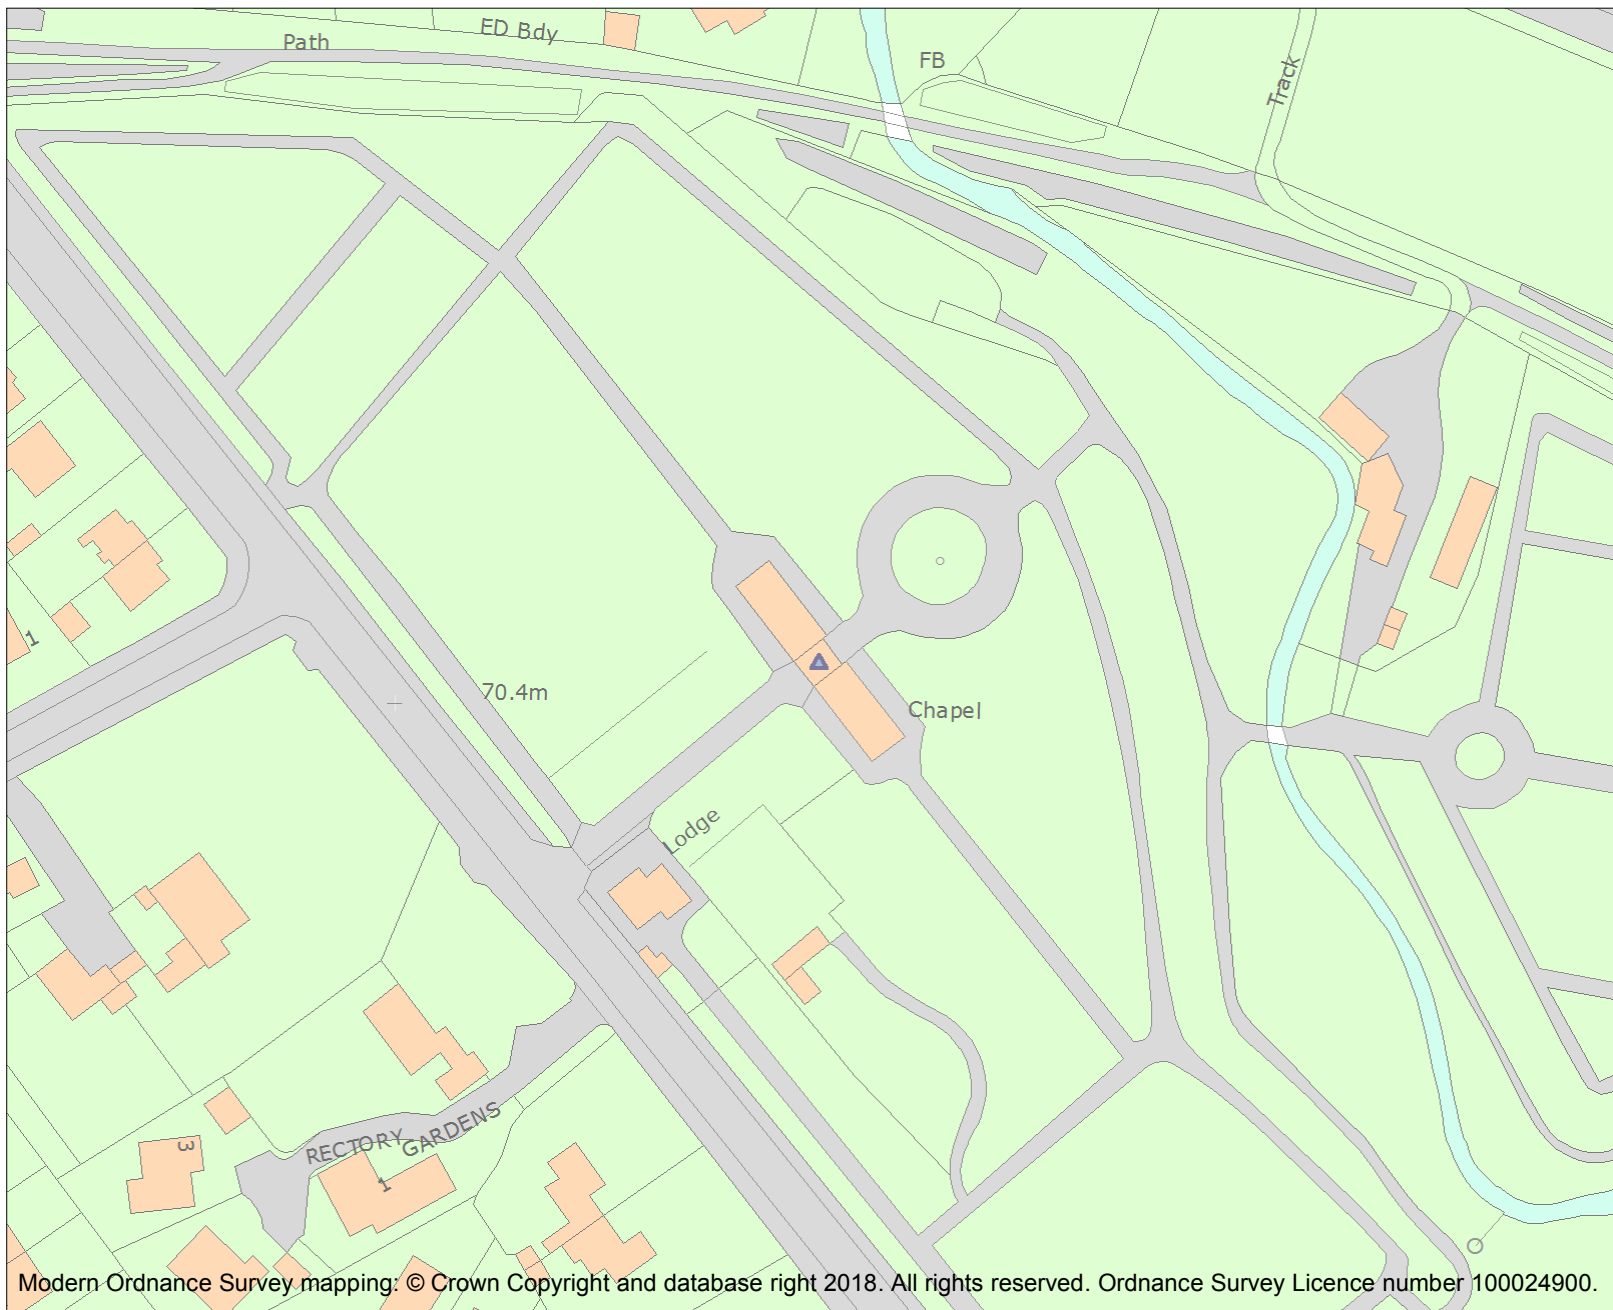 ED Bdy
Path
FB
Track
1
70.4m
Chapel
Lodge
RECTORY GARDENS
3
1
Modern Ordnance Survey mapping: © Crown Copyright and database right 2018. All rights reserved. Ordnance Survey Licence number 100024900.